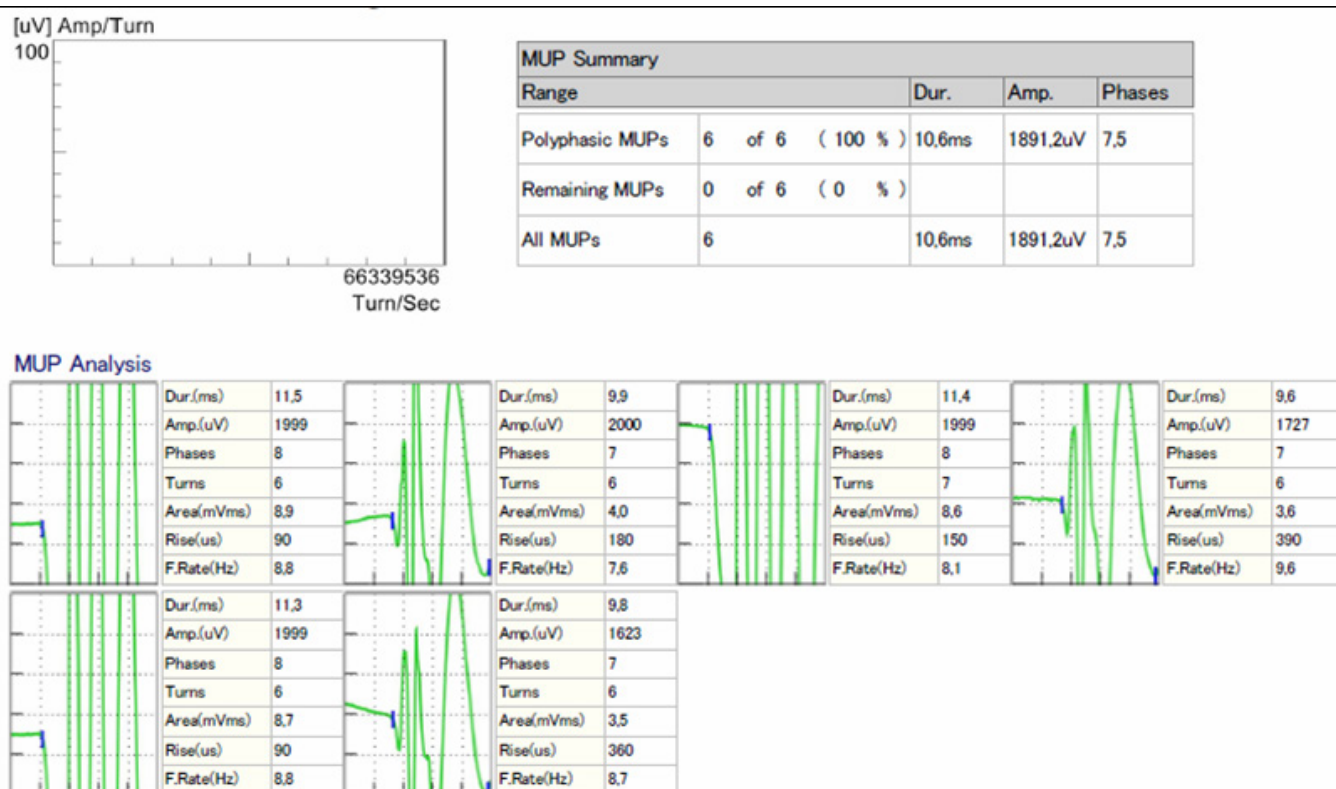 [uV] Amp/Turn
100
66339536
Turn/Sec
MUP Summary
Range Dur. Amp. Phases
Polyphasic MUPs 6 of 6 ( 100 % ) 10,6ms 1891,2uV 7,5
Remaining MUPs 0 of 6 ( 0 % )
All MUPs 6 10,6ms 1891,2uV 7,5
MUP Analysis
Dur.(ms) 11,5 Dur.(ms) 9,9 Dur.(ms) 11,4 Dur.(ms) 9,6
Amp.(uV) 1999 Amp.(uV) 2000 Amp.(uV) 1999 Amp.(uV) 1727
Phases 8 Phases 7 Phases 8 Phases 7
Turns 6 Turns 6 Turns 7 Turns 6
Area(mVms) 8,9 Area(mVms) 4,0 Area(mVms) 8,6 Area(mVms) 3,6
Rise(us) 90 Rise(us) 180 Rise(us) 150 Rise(us) 390
F.Rate(Hz) 8,8 F.Rate(Hz) 7,6 F.Rate(Hz) 8,1 F.Rate(Hz) 9,6
Dur.(ms) 11,3 Dur.(ms) 9,8
Amp.(uV) 1999 Amp.(uV) 1623
Phases 8 Phases 7
Turns 6 Turns 6
Area(mVms) 8,7 Area(mVms) 3,5
Rise(us) 90 Rise(us) 360
F.Rate(Hz) 8,8 F.Rate(Hz) 8,7